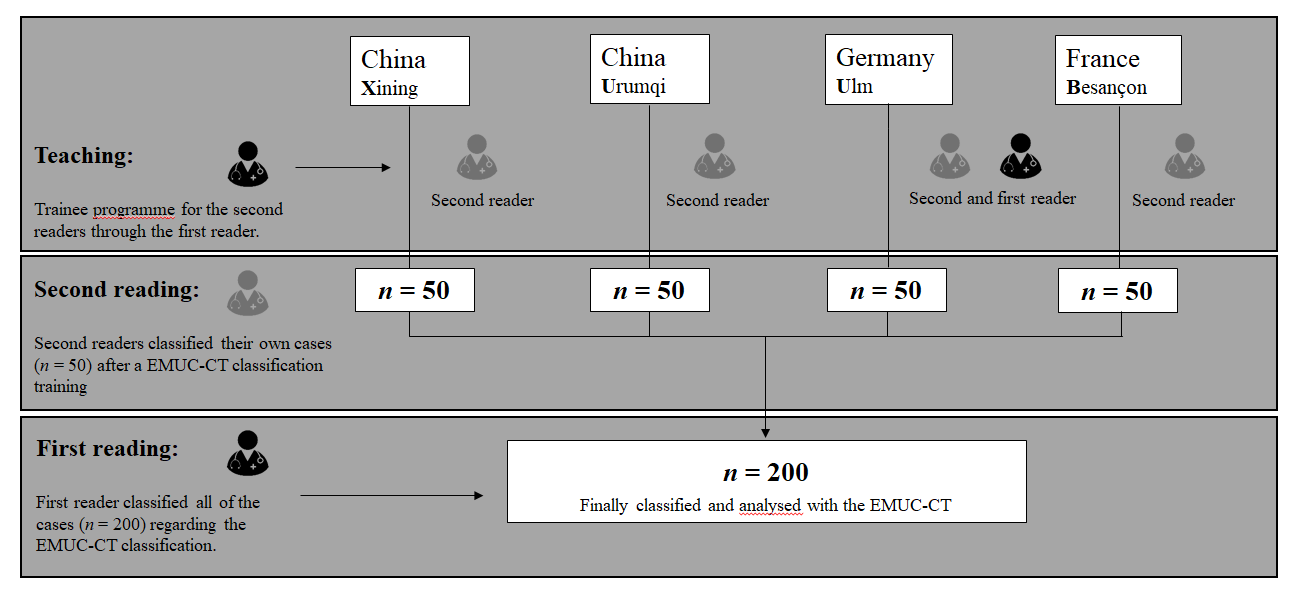 China
Xining
China
Urumqi
Germany
Ulm
France
Besançon
Teaching:
Trainee programme for the second
readers through the first reader.
Second reader
Second reader
Second and first reader
Second reader
Second reading:
Second readers classified their own cases
(n = 50) after a EMUC-CT classification
training
n = 50
n = 50
n = 50
n = 50
First reading:
First reader classified all of the
cases (n = 200) regarding the
EMUC-CT classification.
n = 200
Finally classified and analysed with the EMUC-CT